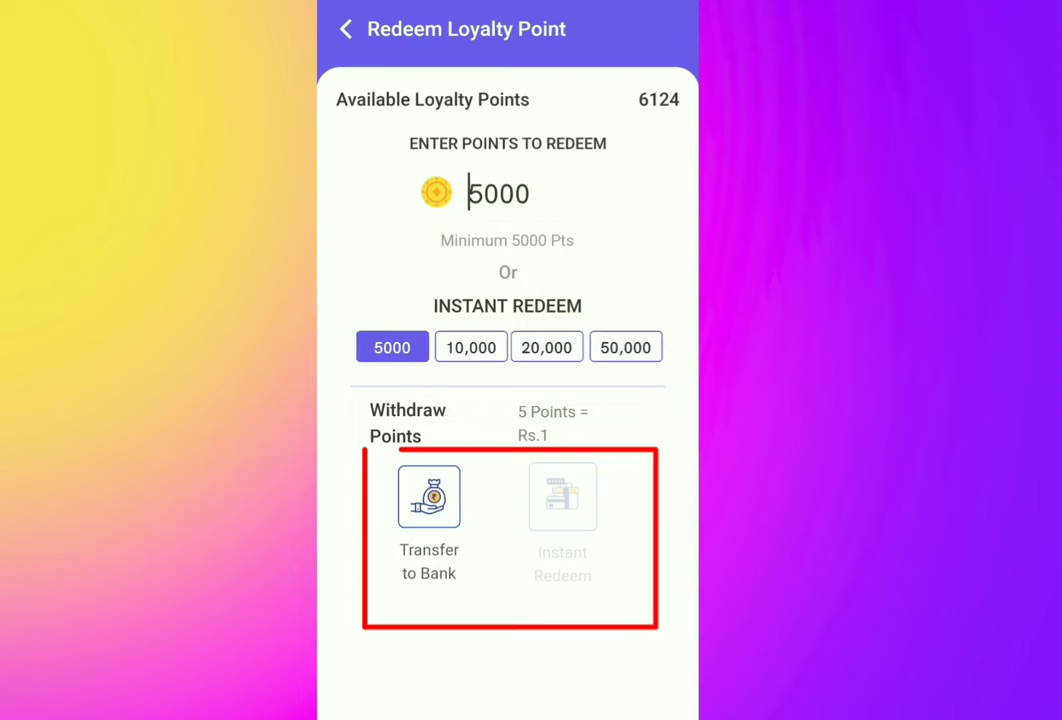 Redeem Loyalty Point
Available Loyalty Points 6124
ENTER POINTS TO REDEEM
5000
Minimum 5000 Pts
Or
INSTANT REDEEM
5000 10,000 20,000 50,000
Withdraw Points
5 Points = Rs.1
Transfer to Bank
Instant Redeem